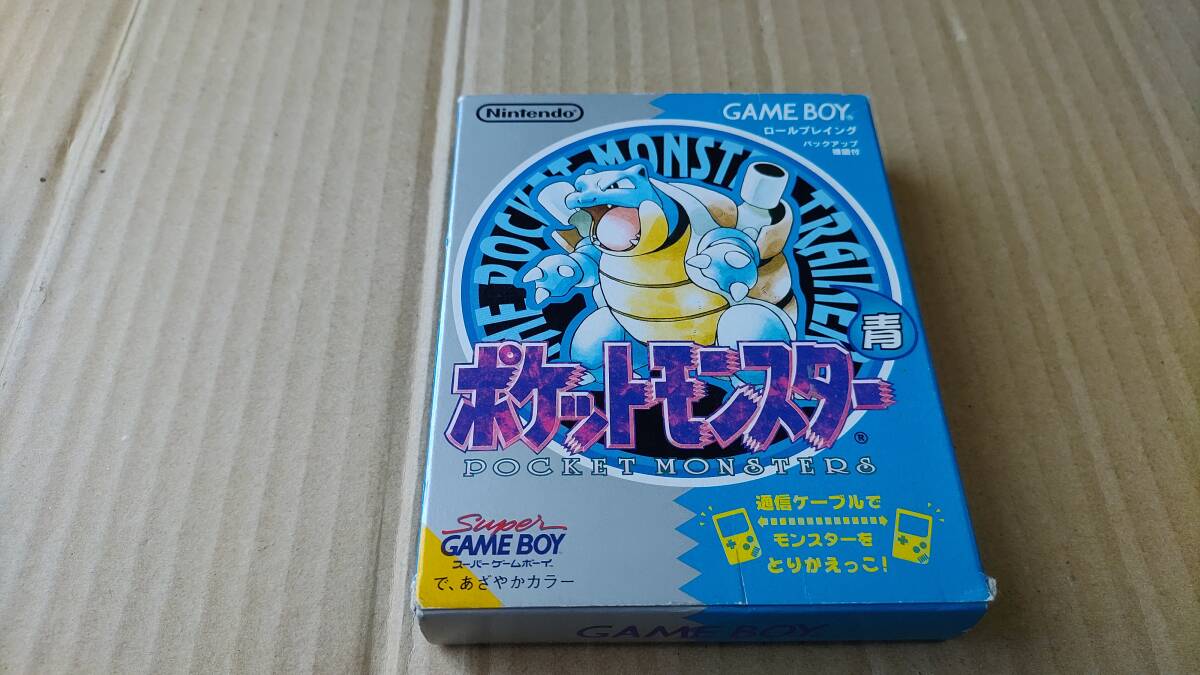 Nintendo®
GAME BOY®
ロールプレイング
バックアップ
機能付
THE POCKET MONSTER TRAINER
青
ポケットモンスター
®
POCKET MONSTERS
通信ケーブルで
モンスターを
とりかえっこ!
Super
GAME BOY
スーパーゲームボーイ
で、あざやかカラー
GAME BOY